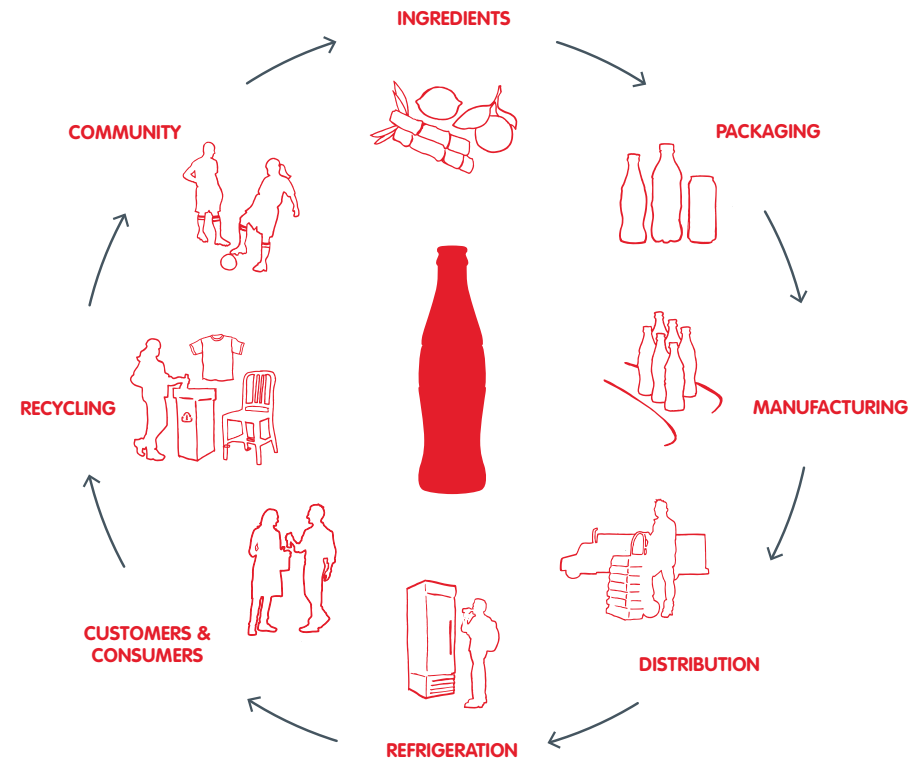 INGREDIENTS
PACKAGING
MANUFACTURING
DISTRIBUTION
REFRIGERATION
CUSTOMERS &
CONSUMERS
RECYCLING
COMMUNITY